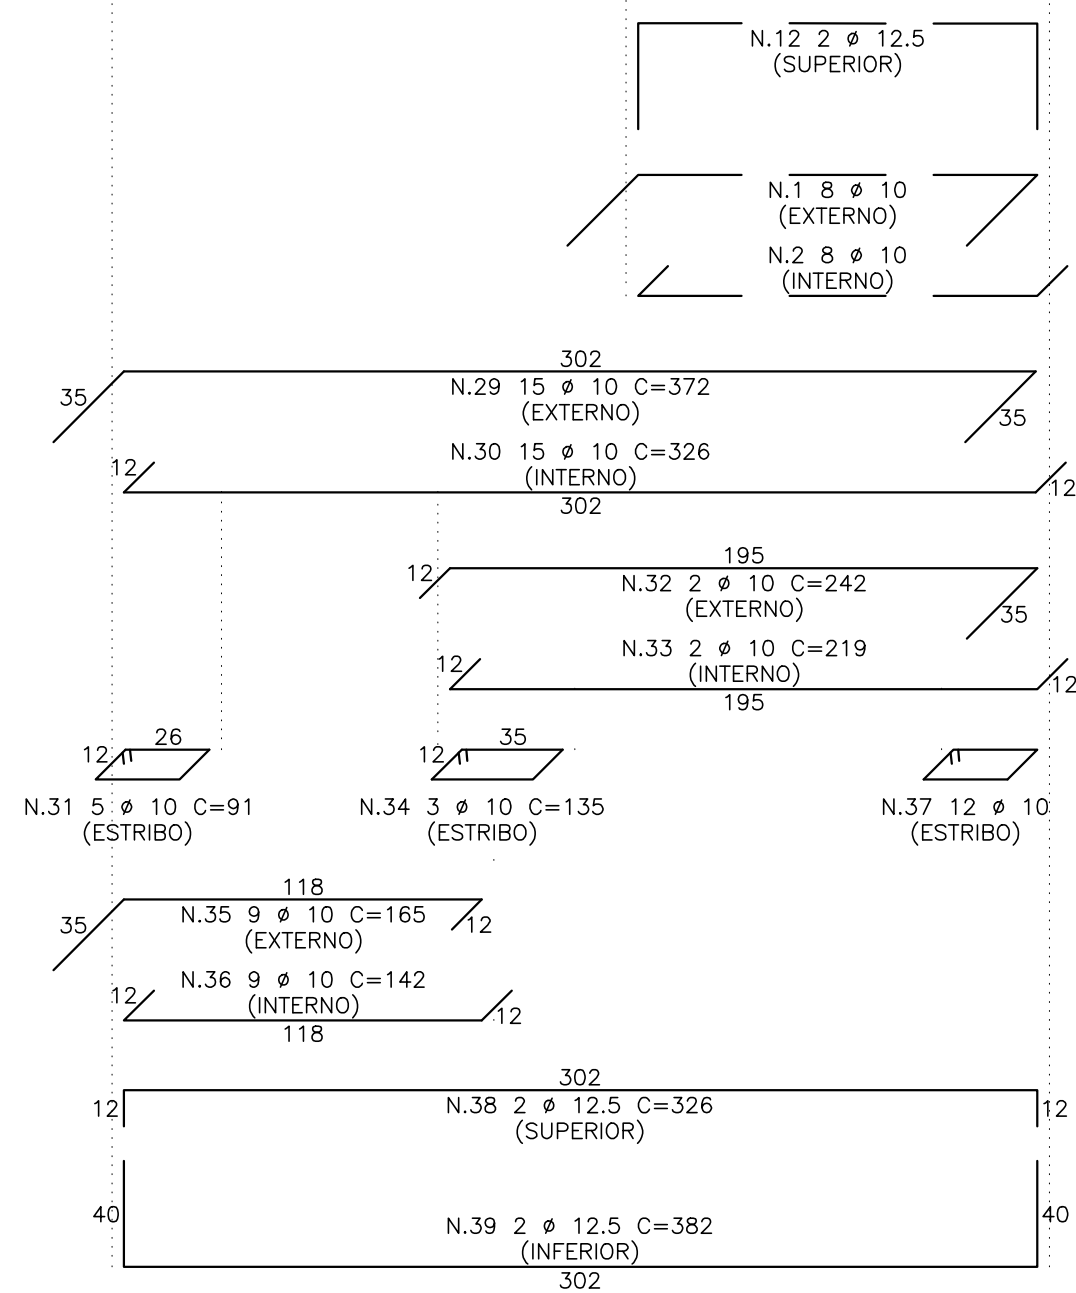 N.12 2 ø 12.5
(SUPERIOR)
N.1 8 ø 10
(EXTERNO)
N.2 8 ø 10
(INTERNO)
302
35
N.29 15 ø 10 C=372
(EXTERNO)
35
N.30 15 ø 10 C=326
12
(INTERNO)
12
302
195
12
N.32 2 ø 10 C=242
(EXTERNO)
35
N.33 2 ø 10 C=219
12
(INTERNO)
12
195
26
35
12
12
N.31 5 ø 10 C=91
N.34 3 ø 10 C=135
N.37 12 ø 10
(ESTRIBO)
(ESTRIBO)
(ESTRIBO)
118
35
N.35 9 ø 10 C=165
12
(EXTERNO)
N.36 9 ø 10 C=142
12
(INTERNO)
12
118
302
12
N.38 2 ø 12.5 C=326
12
(SUPERIOR)
40
N.39 2 ø 12.5 C=382
40
(INFERIOR)
302